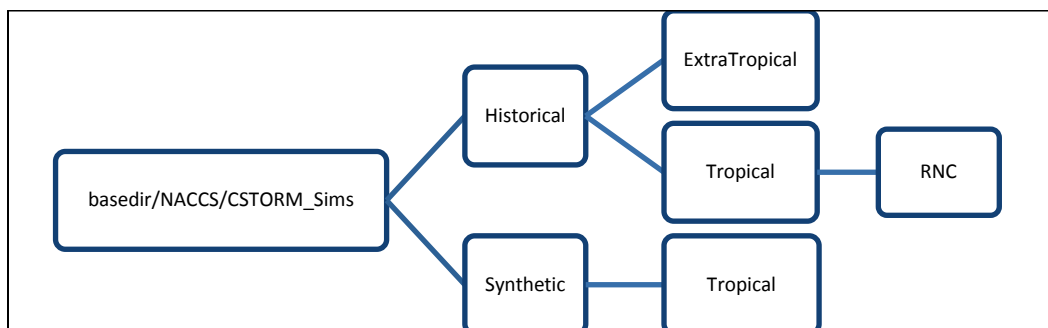 basedir/NACCS/CSTORM_Sims
Historical
ExtraTropical
Tropical
RNC
Synthetic
Tropical